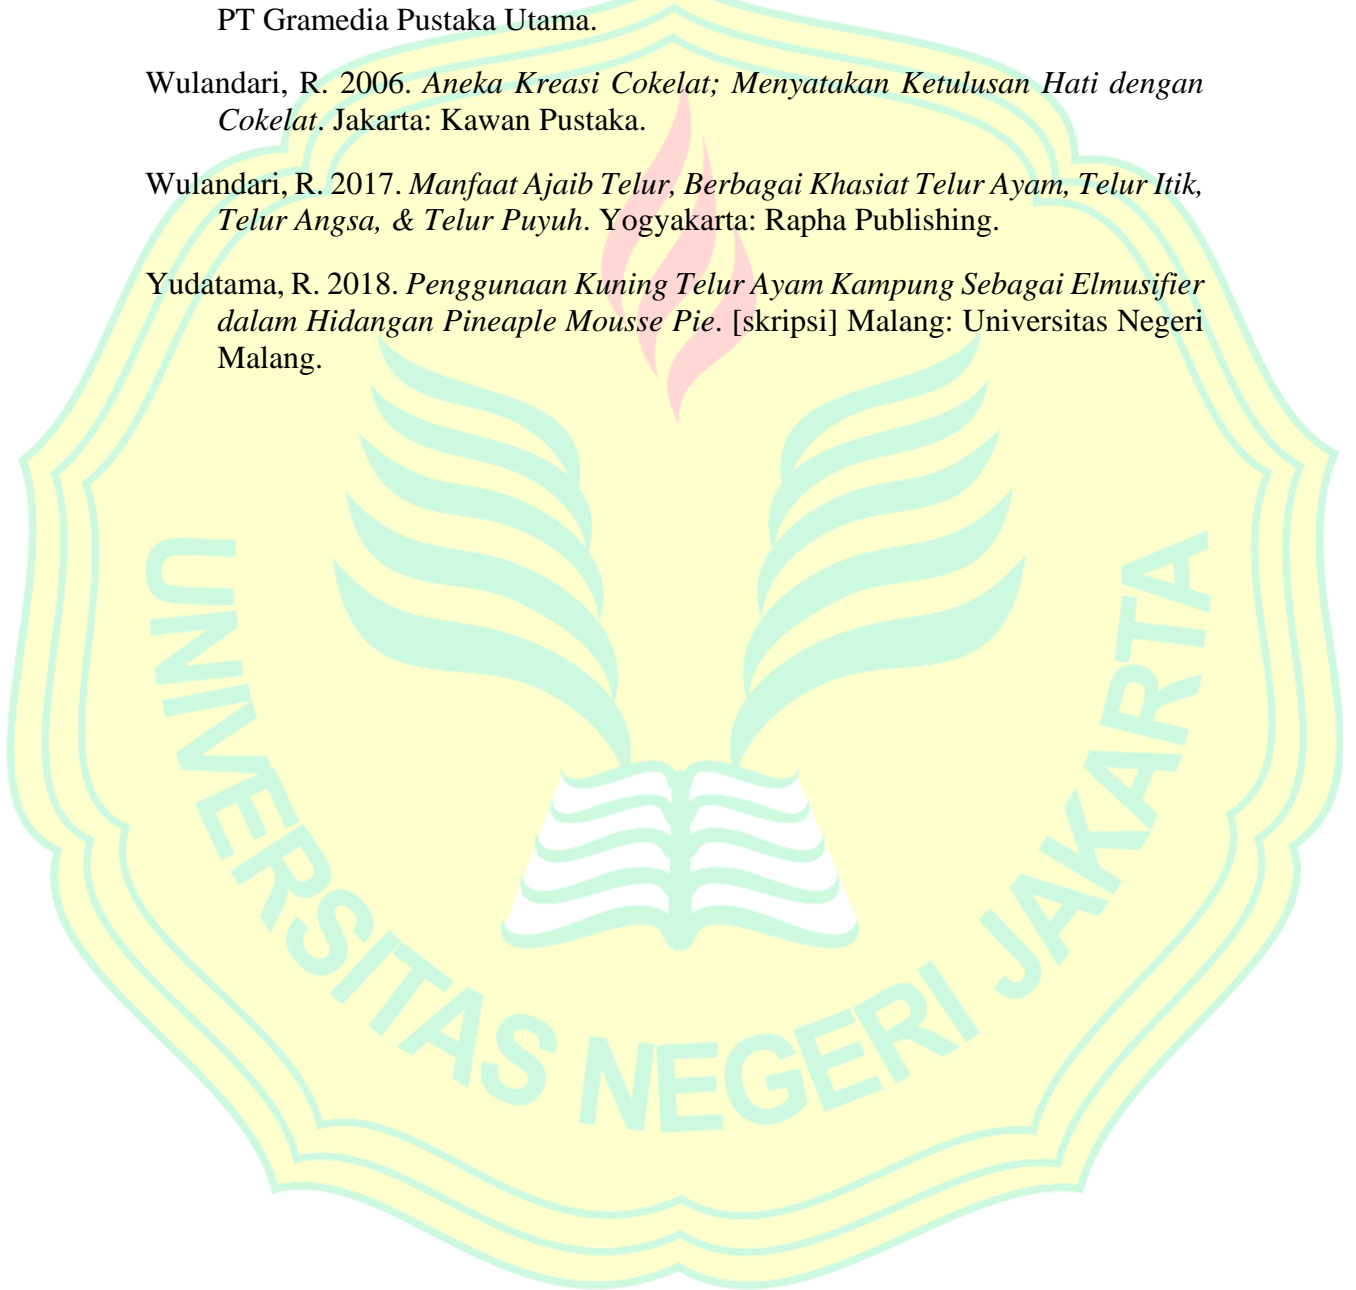 PT Gramedia Pustaka Utama.
Wulandari, R. 2006. Aneka Kreasi Cokelat; Menyatakan Ketulusan Hati dengan
Cokelat. Jakarta: Kawan Pustaka.
Wulandari, R. 2017. Manfaat Ajaib Telur, Berbagai Khasiat Telur Ayam, Telur Itik,
Telur Angsa, & Telur Puyuh. Yogyakarta: Rapha Publishing.
Yudatama, R. 2018. Penggunaan Kuning Telur Ayam Kampung Sebagai Elmusifier
dalam Hidangan Pineaple Mousse Pie. [skripsi] Malang: Universitas Negeri
Malang.
UNIVERSITAS NEGERI JAKARTA